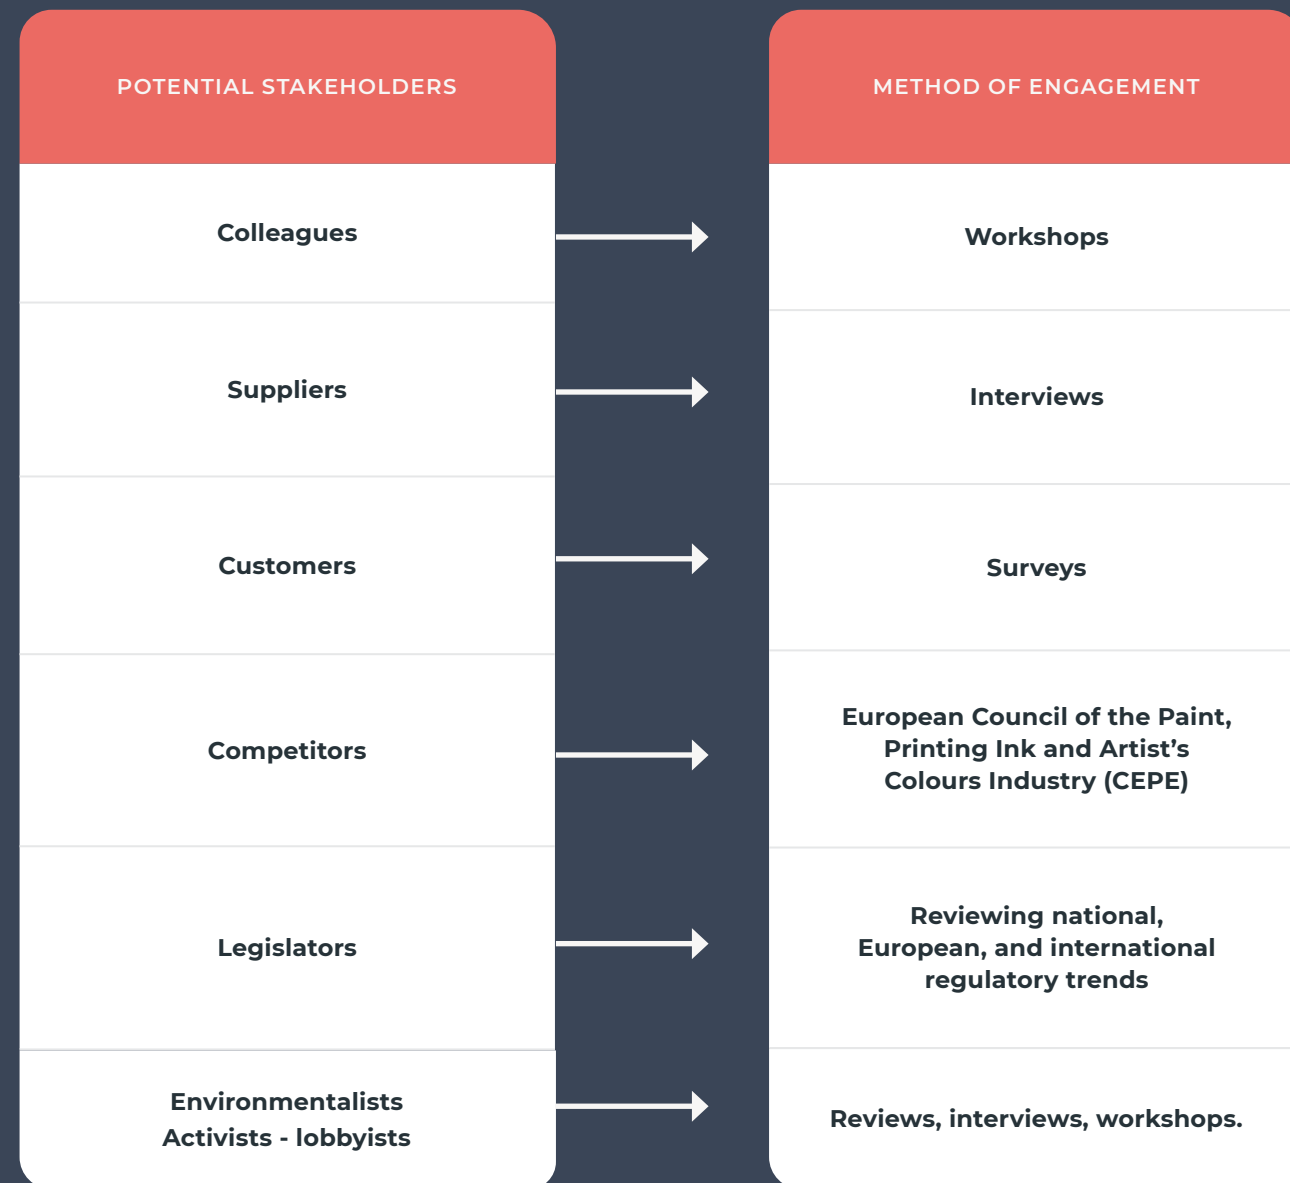 POTENTIAL STAKEHOLDERS
METHOD OF ENGAGEMENT
Colleagues
Workshops
Suppliers
Interviews
Customers
Surveys
Competitors
European Council of the Paint,
Printing Ink and Artist’s
Colours Industry (CEPE)
Legislators
Reviewing national,
European, and international
regulatory trends
Environmentalists
Activists - lobbyists
Reviews, interviews, workshops.